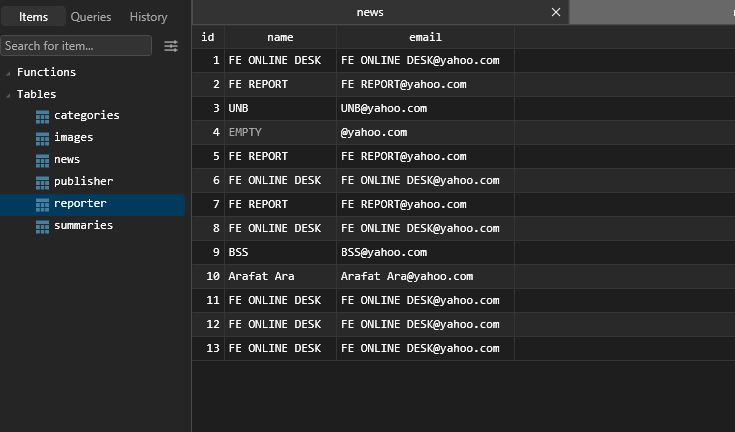 Items Queries History
Search for item...
Functions
Tables
categories
images
news
publisher
reporter
summaries
news
id name email
1 FE ONLINE DESK FE ONLINE DESK@yahoo.com
2 FE REPORT FE REPORT@yahoo.com
3 UNB UNB@yahoo.com
4 EMPTY @yahoo.com
5 FE REPORT FE REPORT@yahoo.com
6 FE ONLINE DESK FE ONLINE DESK@yahoo.com
7 FE REPORT FE REPORT@yahoo.com
8 FE ONLINE DESK FE ONLINE DESK@yahoo.com
9 BSS BSS@yahoo.com
10 Arafat Ara Arafat Ara@yahoo.com
11 FE ONLINE DESK FE ONLINE DESK@yahoo.com
12 FE ONLINE DESK FE ONLINE DESK@yahoo.com
13 FE ONLINE DESK FE ONLINE DESK@yahoo.com